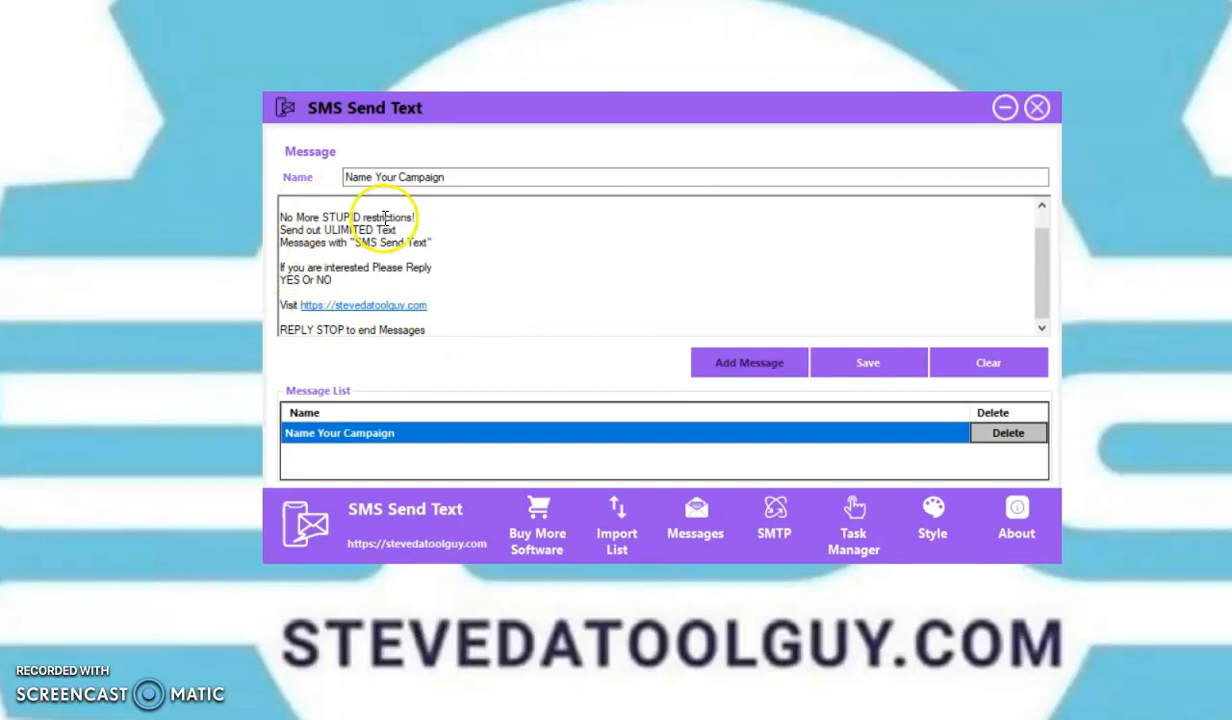 SMS Send Text
Message
Name Name Your Campaign
No More STUPID restrictions!
Send out ULIMITED Text
Messages with "SMS Send Text"
If you are interested Please Reply
YES Or NO
Visit https://stevedatoolguy.com
REPLY STOP to end Messages
Add Message Save Clear
Message List
Name Delete
Name Your Campaign Delete
SMS Send Text
https://stevedatoolguy.com
Buy More
Software
Import
List
Messages
SMTP
Task
Manager
Style
About
STEVEDATOOLGUY.COM
RECORDED WITH
SCREENCAST MATIC